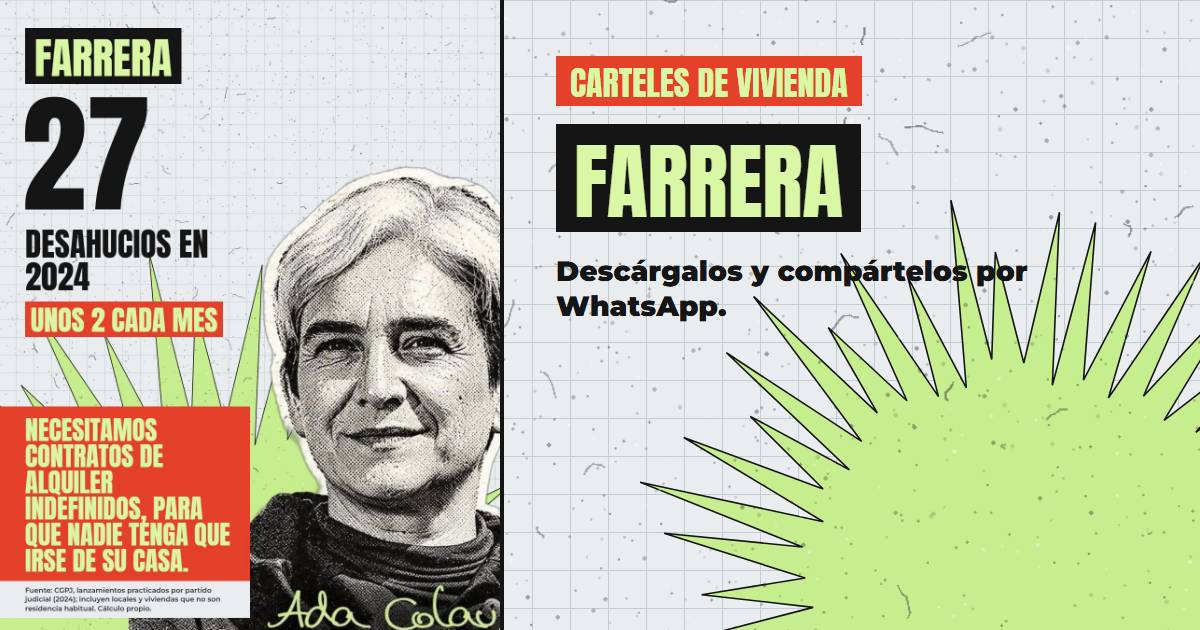 FARRERA
27
DESAHUCIOS EN
2024
UNOS 2 CADA MES
NECESITAMOS
CONTRATOS DE
ALQUILER
INDEFINIDOS, PARA
QUE NADIE TENGA QUE
IRSE DE SU CASA.
Fuente: CGPJ, lanzamientos practicados por partido
judicial (2024); incluyen locales y viviendas que no son
residencia habitual. Cálculo propio.
Ada Colau
CARTELES DE VIVIENDA
FARRERA
Descárgalos y compártelos por
WhatsApp.